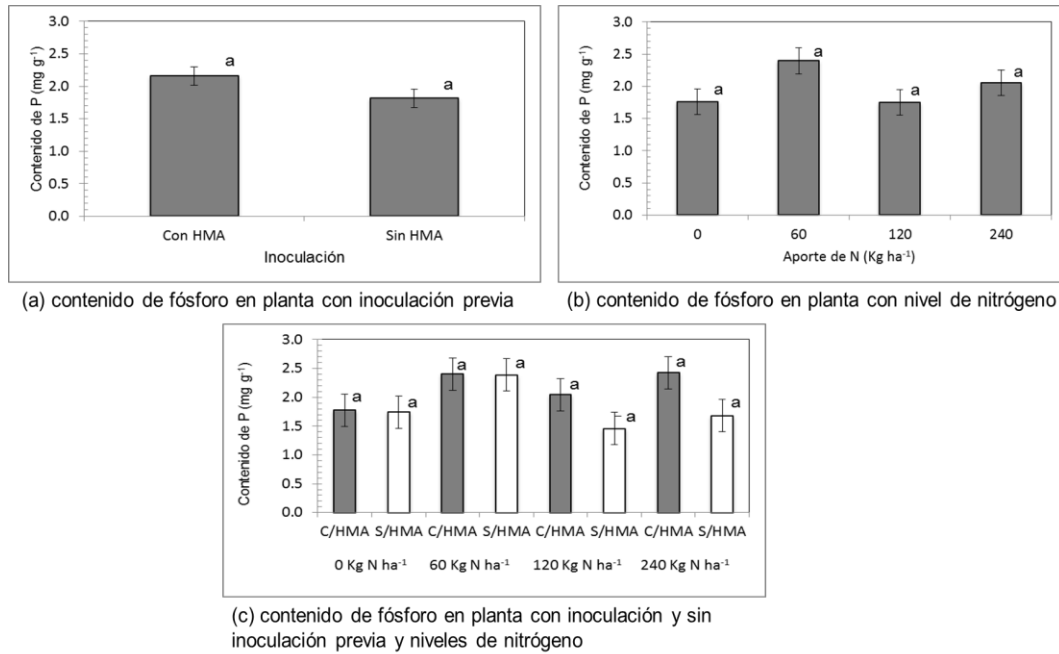 3.0
2.5
2.0
1.5
1.0
0.5
0.0
Contenido de P (mg g⁻¹)
a
a
Con HMA
Sin HMA
Inoculación
(a) contenido de fósforo en planta con inoculación previa
3.0
2.5
2.0
1.5
1.0
0.5
0.0
Contenido de P (mg g⁻¹)
a
a
a
a
0
60
120
240
Aporte de N (Kg ha⁻¹)
(b) contenido de fósforo en planta con nivel de nitrógeno
3.0
2.5
2.0
1.5
1.0
0.5
0.0
Contenido de P (mg g⁻¹)
a
a
a
a
a
a
a
a
C/HMA S/HMA C/HMA S/HMA C/HMA S/HMA C/HMA S/HMA
0 Kg N ha⁻¹ 60 Kg N ha⁻¹ 120 Kg N ha⁻¹ 240 Kg N ha⁻¹
(c) contenido de fósforo en planta con inoculación y sin
inoculación previa y niveles de nitrógeno